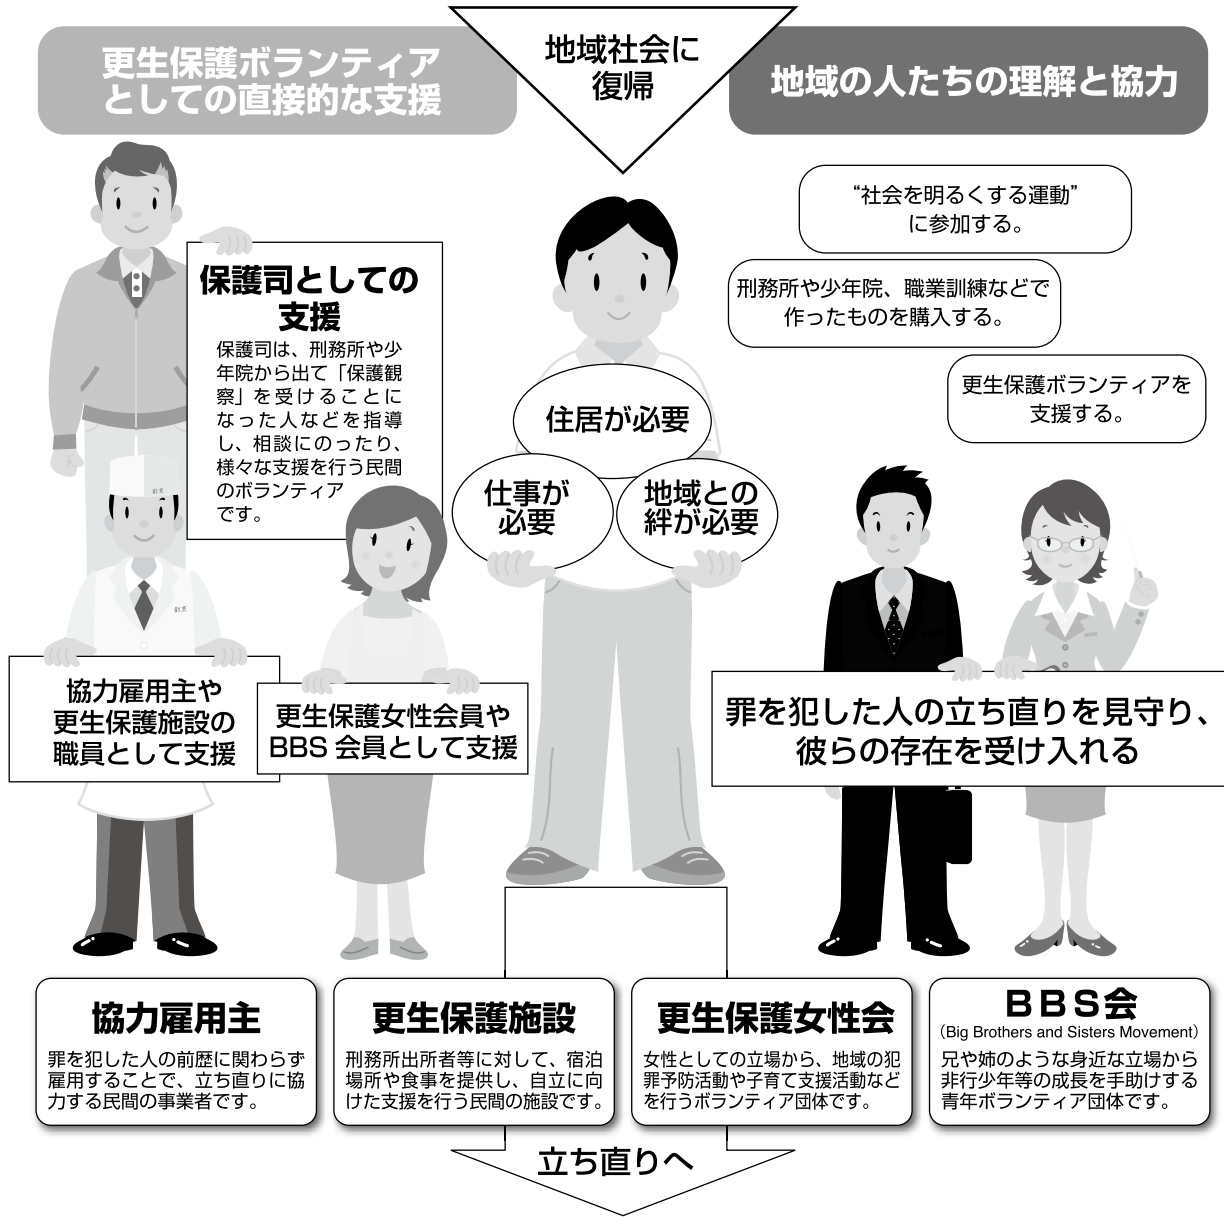 更生保護ボランティア
としての直接的な支援
地域社会に
復帰
地域の人たちの理解と協力
“社会を明るくする運動”
に参加する。
刑務所や少年院、職業訓練などで
作ったものを購入する。
更生保護ボランティアを
支援する。
保護司としての
支援
保護司は、刑務所や少
年院から出て「保護観
察」を受けることに
なった人などを指導
し、相談にのったり、
様々な支援を行う民間
のボランティア
です。
住居が必要
仕事が
必要
地域との
絆が必要
協力雇用主や
更生保護施設の
職員として支援
更生保護女性会員や
BBS 会員として支援
罪を犯した人の立ち直りを見守り、
彼らの存在を受け入れる
協力雇用主
罪を犯した人の前歴に関わらず
雇用することで、立ち直りに協
力する民間の事業者です。
更生保護施設
刑務所出所者等に対して、宿泊
場所や食事を提供し、自立に向
けた支援を行う民間の施設です。
更生保護女性会
女性としての立場から、地域の犯
罪予防活動や子育て支援活動など
を行うボランティア団体です。
BBS会
（Big Brothers and Sisters Movement）
兄や姉のような身近な立場から
非行少年等の成長を手助けする
青年ボランティア団体です。
立ち直りへ